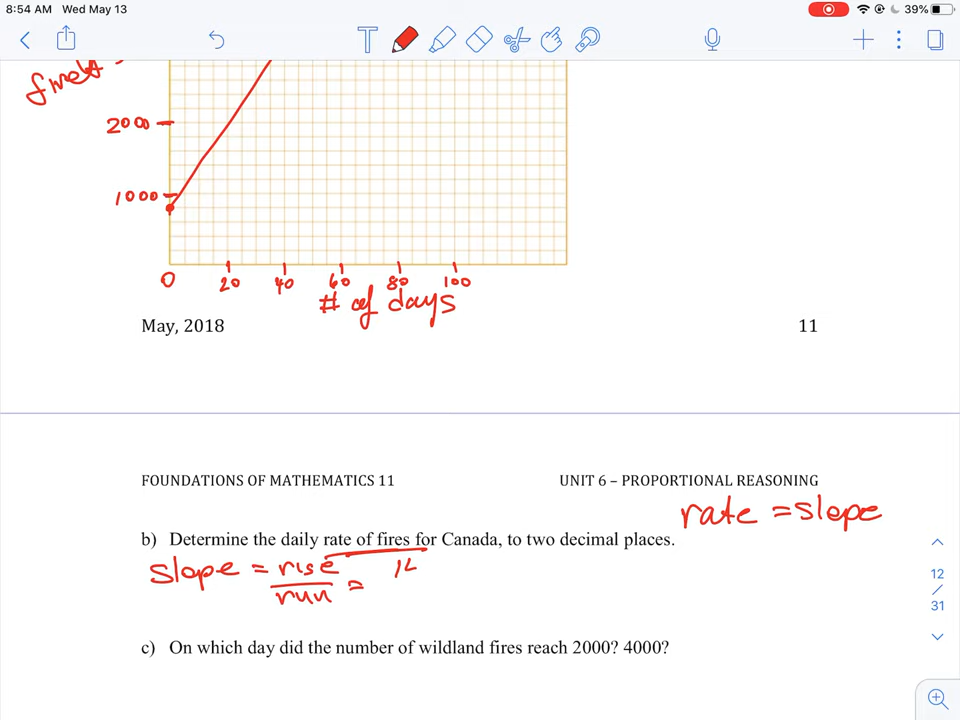 8:54 AM Wed May 13
39%
2000
1000
0 20 40 60 80 100
# of days
May, 2018 11
FOUNDATIONS OF MATHEMATICS 11 UNIT 6 – PROPORTIONAL REASONING
rate = slope
b) Determine the daily rate of fires for Canada, to two decimal places.
slope = rise 14
run =
c) On which day did the number of wildland fires reach 2000? 4000?
12
/
31